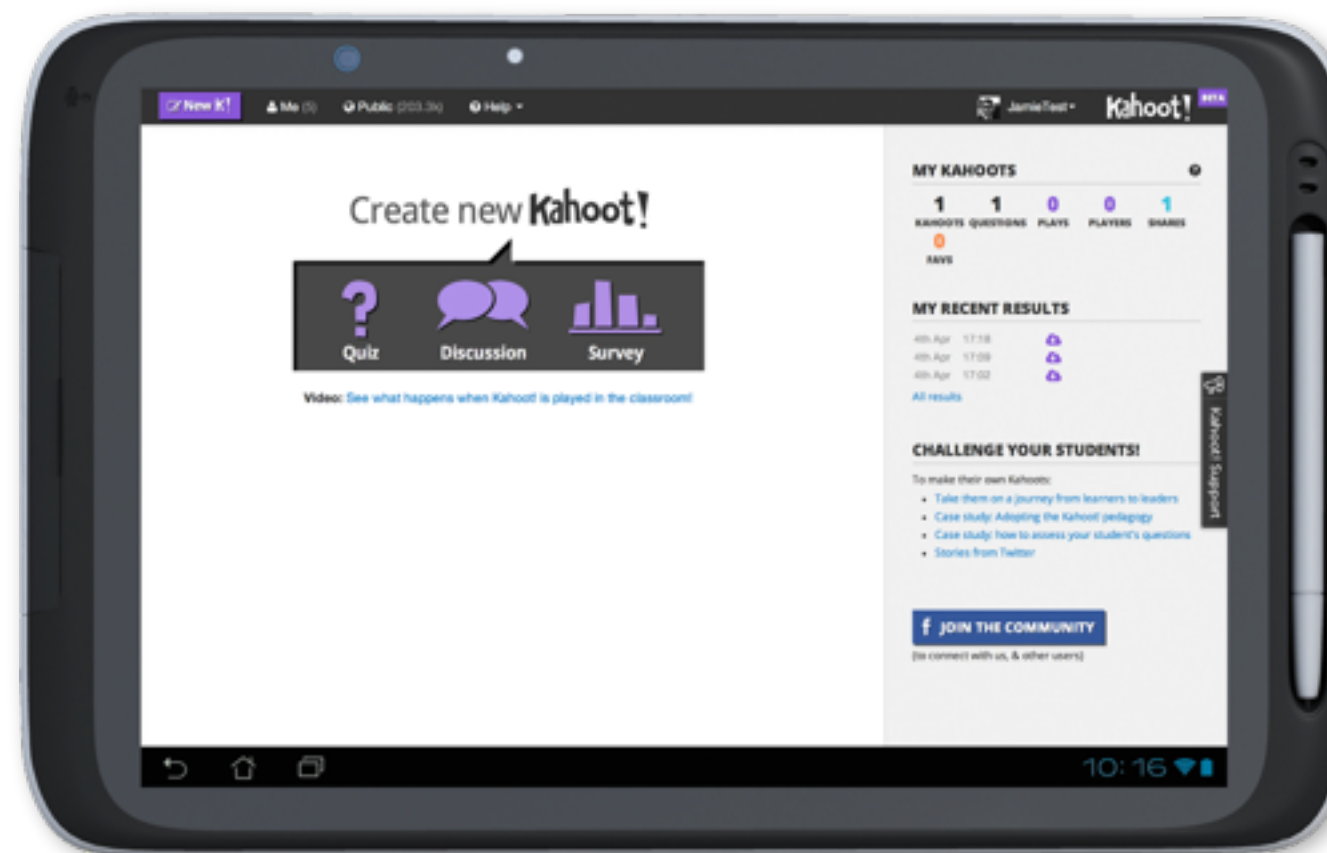 New K! Me (5) Public (203.3k) Help JamieTest Kahoot! BETA
Create new Kahoot!
Quiz Discussion Survey
Video: See what happens when Kahoot! is played in the classroom!
MY KAHOOTS
1 1 0 0 1
KAHOOTS QUESTIONS PLAYS PLAYERS SHARES
0
FAVS
MY RECENT RESULTS
4th Apr 17:18
4th Apr 17:09
4th Apr 17:02
All results
CHALLENGE YOUR STUDENTS!
To make their own Kahoots:
Take them on a journey from learners to leaders
Case study: Adopting the Kahoot! pedagogy
Case study: how to assess your student's questions
Stories from Twitter
f JOIN THE COMMUNITY
(to connect with us, & other users)
Kahoot! Support
10:16